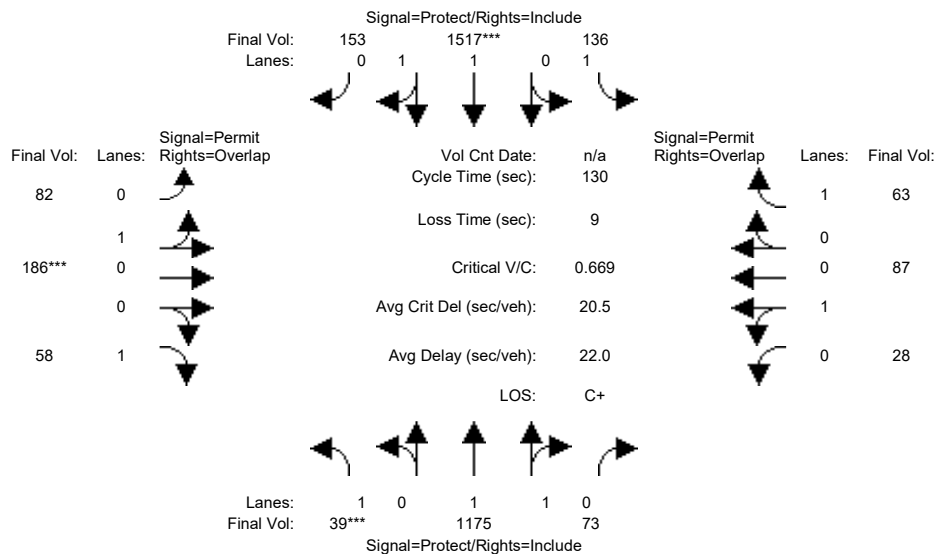 Signal=Protect/Rights=Include
Final Vol: 153 1517*** 136
Lanes: 0 1 1 0 1
Signal=Permit
Final Vol: Lanes: Rights=Overlap
Vol Cnt Date: n/a
Signal=Permit
Rights=Overlap Lanes: Final Vol:
Cycle Time (sec): 130
82 0
1 63
Loss Time (sec): 9
1
0
186*** 0
Critical V/C: 0.669
0 87
0
Avg Crit Del (sec/veh): 20.5
1
58 1
Avg Delay (sec/veh): 22.0
0 28
LOS: C+
Lanes: 1 0 1 1 0
Final Vol: 39*** 1175 73
Signal=Protect/Rights=Include